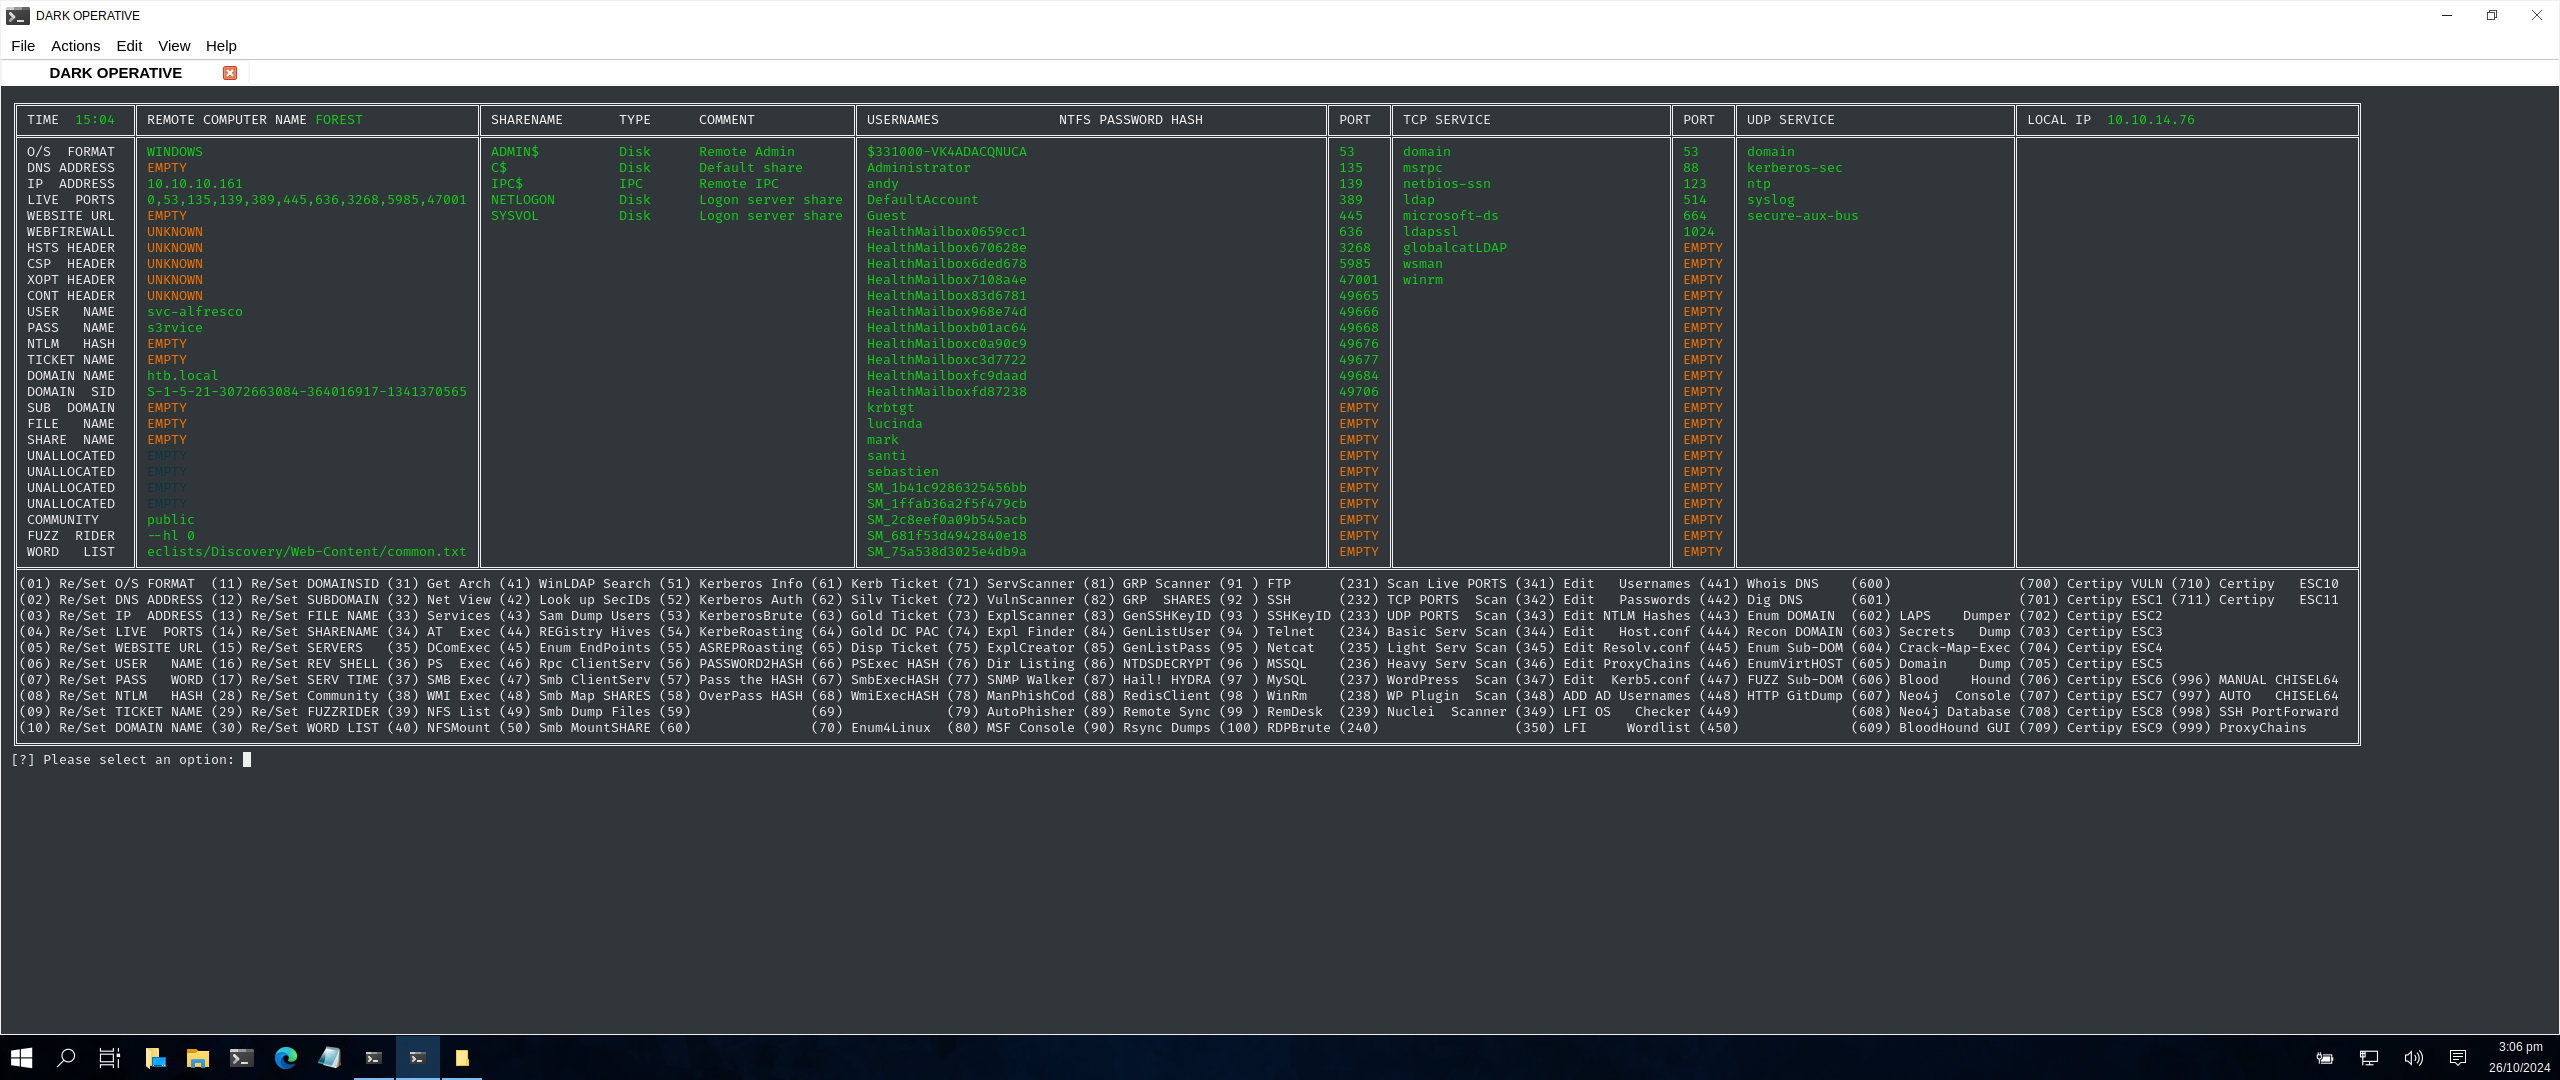 DARK OPERATIVE
File Actions Edit View Help
DARK OPERATIVE
TIME 15:04 REMOTE COMPUTER NAME FOREST SHARENAME TYPE COMMENT USERNAMES NTFS PASSWORD HASH PORT TCP SERVICE PORT UDP SERVICE LOCAL IP 10.10.14.76
O/S FORMAT WINDOWS ADMIN$ Disk Remote Admin $331000-VK4ADACQNUCA 53 domain 53 domain
DNS ADDRESS EMPTY C$ Disk Default share Administrator 135 msrpc 88 kerberos-sec
IP ADDRESS 10.10.10.161 IPC$ IPC Remote IPC andy 139 netbios-ssn 123 ntp
LIVE PORTS 0,53,135,139,389,445,636,3268,5985,47001 NETLOGON Disk Logon server share DefaultAccount 389 ldap 514 syslog
WEBSITE URL EMPTY SYSVOL Disk Logon server share Guest 445 microsoft-ds 664 secure-aux-bus
WEBFIREWALL UNKNOWN HealthMailbox0659cc1 636 ldapssl 1024
HSTS HEADER UNKNOWN HealthMailbox670628e 3268 globalcatLDAP EMPTY
CSP HEADER UNKNOWN HealthMailbox6ded678 5985 wsman EMPTY
XOPT HEADER UNKNOWN HealthMailbox7108a4e 47001 winrm EMPTY
CONT HEADER UNKNOWN HealthMailbox83d6781 49665 EMPTY
USER NAME svc-alfresco HealthMailbox968e74d 49666 EMPTY
PASS NAME s3rvice HealthMailboxb01ac64 49668 EMPTY
NTLM HASH EMPTY HealthMailboxc0a90c9 49676 EMPTY
TICKET NAME EMPTY HealthMailboxc3d7722 49677 EMPTY
DOMAIN NAME htb.local HealthMailboxfc9daad 49684 EMPTY
DOMAIN SID S-1-5-21-3072663084-364016917-1341370565 HealthMailboxfd87238 49706 EMPTY
SUB DOMAIN EMPTY krbtgt EMPTY EMPTY
FILE NAME EMPTY lucinda EMPTY EMPTY
SHARE NAME EMPTY mark EMPTY EMPTY
UNALLOCATED EMPTY santi EMPTY EMPTY
UNALLOCATED EMPTY sebastien EMPTY EMPTY
UNALLOCATED EMPTY SM_1b41c9286325456bb EMPTY EMPTY
UNALLOCATED EMPTY SM_1ffab36a2f5f479cb EMPTY EMPTY
COMMUNITY public SM_2c8eef0a09b545acb EMPTY EMPTY
FUZZ RIDER --hl 0 SM_681f53d4942840e18 EMPTY EMPTY
WORD LIST eclists/Discovery/Web-Content/common.txt SM_75a538d3025e4db9a EMPTY EMPTY
(01) Re/Set O/S FORMAT (11) Re/Set DOMAINSID (31) Get Arch (41) WinLDAP Search (51) Kerberos Info (61) Kerb Ticket (71) ServScanner (81) GRP Scanner (91 ) FTP (231) Scan Live PORTS (341) Edit Usernames (441) Whois DNS (600) (700) Certipy VULN (710) Certipy ESC10
(02) Re/Set DNS ADDRESS (12) Re/Set SUBDOMAIN (32) Net View (42) Look up SecIDs (52) Kerberos Auth (62) Silv Ticket (72) VulnScanner (82) GRP SHARES (92 ) SSH (232) TCP PORTS Scan (342) Edit Passwords (442) Dig DNS (601) (701) Certipy ESC1 (711) Certipy ESC11
(03) Re/Set IP ADDRESS (13) Re/Set FILE NAME (33) Services (43) Sam Dump Users (53) KerberosBrute (63) Gold Ticket (73) ExplScanner (83) GenSSHKeyID (93 ) SSHKeyID (233) UDP PORTS Scan (343) Edit NTLM Hashes (443) Enum DOMAIN (602) LAPS Dumper (702) Certipy ESC2
(04) Re/Set LIVE PORTS (14) Re/Set SHARENAME (34) AT Exec (44) REGistry Hives (54) KerbeRoasting (64) Gold DC PAC (74) Expl Finder (84) GenListUser (94 ) Telnet (234) Basic Serv Scan (344) Edit Host.conf (444) Recon DOMAIN (603) Secrets Dump (703) Certipy ESC3
(05) Re/Set WEBSITE URL (15) Re/Set SERVERS (35) DComExec (45) Enum EndPoints (55) ASREPRoasting (65) Disp Ticket (75) ExplCreator (85) GenListPass (95 ) Netcat (235) Light Serv Scan (345) Edit Resolv.conf (445) Enum Sub-DOM (604) Crack-Map-Exec (704) Certipy ESC4
(06) Re/Set USER NAME (16) Re/Set REV SHELL (36) PS Exec (46) Rpc ClientServ (56) PASSWORD2HASH (66) PSExec HASH (76) Dir Listing (86) NTDSDECRYPT (96 ) MSSQL (236) Heavy Serv Scan (346) Edit ProxyChains (446) EnumVirtHOST (605) Domain Dump (705) Certipy ESC5
(07) Re/Set PASS WORD (17) Re/Set SERV TIME (37) SMB Exec (47) Smb ClientServ (57) Pass the HASH (67) SmbExecHASH (77) SNMP Walker (87) Hail! HYDRA (97 ) MySQL (237) WordPress Scan (347) Edit Kerb5.conf (447) FUZZ Sub-DOM (606) Blood Hound (706) Certipy ESC6 (996) MANUAL CHISEL64
(08) Re/Set NTLM HASH (28) Re/Set Community (38) WMI Exec (48) Smb Map SHARES (58) OverPass HASH (68) WmiExecHASH (78) ManPhishCod (88) RedisClient (98 ) WinRm (238) WP Plugin Scan (348) ADD AD Usernames (448) HTTP GitDump (607) Neo4j Console (707) Certipy ESC7 (997) AUTO CHISEL64
(09) Re/Set TICKET NAME (29) Re/Set FUZZRIDER (39) NFS List (49) Smb Dump Files (59) (69) (79) AutoPhisher (89) Remote Sync (99 ) RemDesk (239) Nuclei Scanner (349) LFI OS Checker (449) (608) Neo4j Database (708) Certipy ESC8 (998) SSH PortForward
(10) Re/Set DOMAIN NAME (30) Re/Set WORD LIST (40) NFSMount (50) Smb MountSHARE (60) (70) Enum4Linux (80) MSF Console (90) Rsync Dumps (100) RDPBrute (240) (350) LFI Wordlist (450) (609) BloodHound GUI (709) Certipy ESC9 (999) ProxyChains
[?] Please select an option:
3:06 pm
26/10/2024